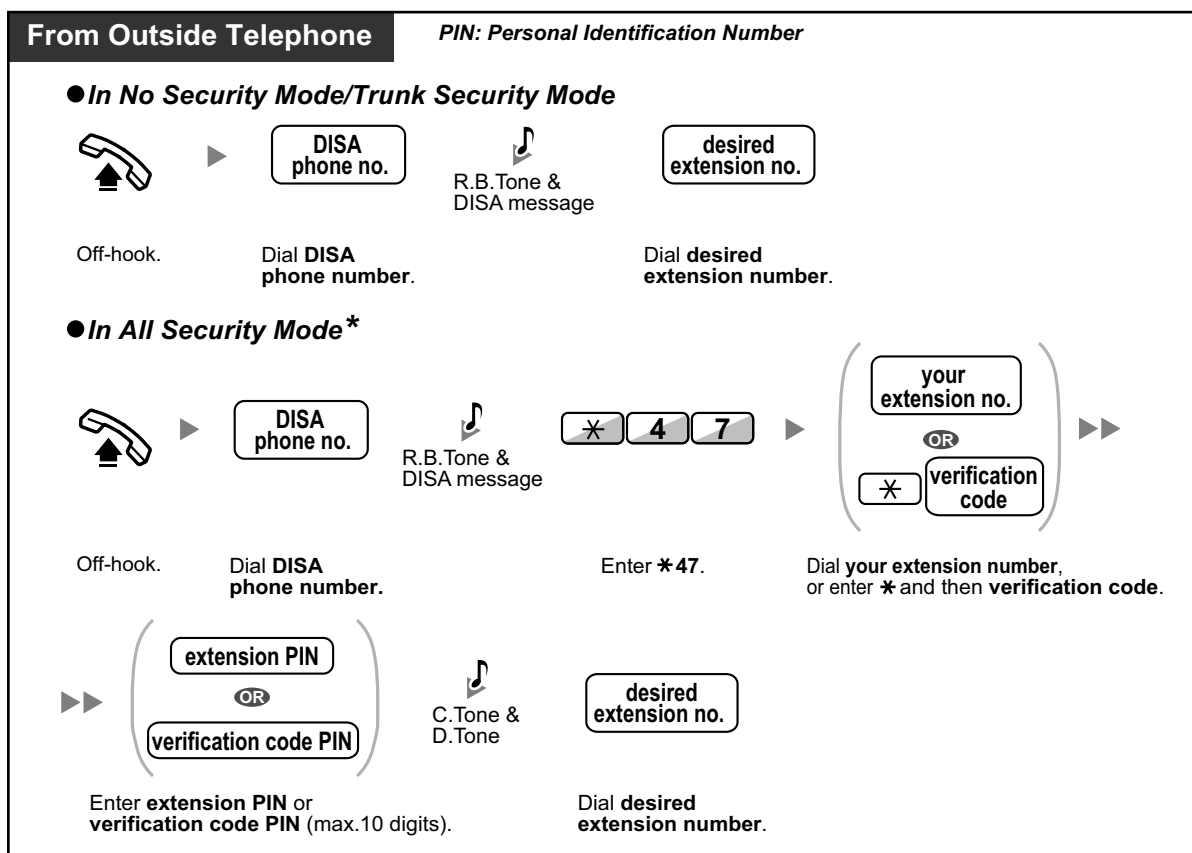 From Outside Telephone
PIN: Personal Identification Number
●In No Security Mode/Trunk Security Mode
DISA
phone no.
R.B.Tone &
DISA message
desired
extension no.
Off-hook.
Dial DISA
phone number.
Dial desired
extension number.
●In All Security Mode*
DISA
phone no.
R.B.Tone &
DISA message
* 4 7
your
extension no.
OR
* verification
code
Off-hook.
Dial DISA
phone number.
Enter *47.
Dial your extension number,
or enter * and then verification code.
extension PIN
OR
verification code PIN
C.Tone &
D.Tone
desired
extension no.
Enter extension PIN or
verification code PIN (max.10 digits).
Dial desired
extension number.